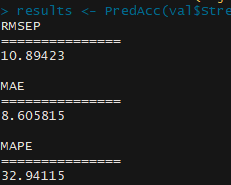 > results <- PredAcc(val$Stre
RMSEP
===============
10.89423
MAE
===============
8.605815
MAPE
===============
32.94115